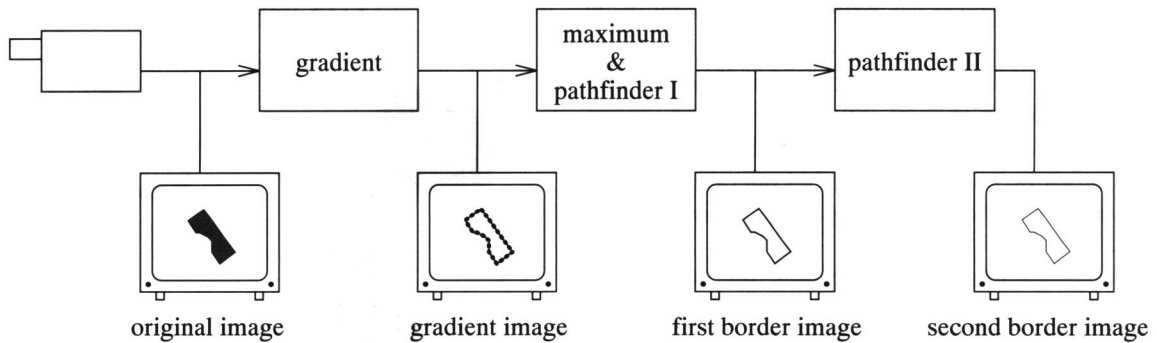 gradient
maximum
&
pathfinder I
pathfinder II
original image
gradient image
first border image
second border image